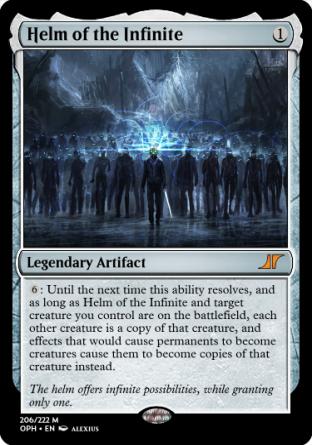 Helm of the Infinite 1
Legendary Artifact
6: Until the next time this ability resolves, and
as long as Helm of the Infinite and target
creature you control are on the battlefield, each
other creature is a copy of that creature, and
effects that would cause permanents to become
creatures cause them to become copies of that
creature instead.
The helm offers infinite possibilities, while granting
only one.
206/222 M
OPH • EN ALEXIUS